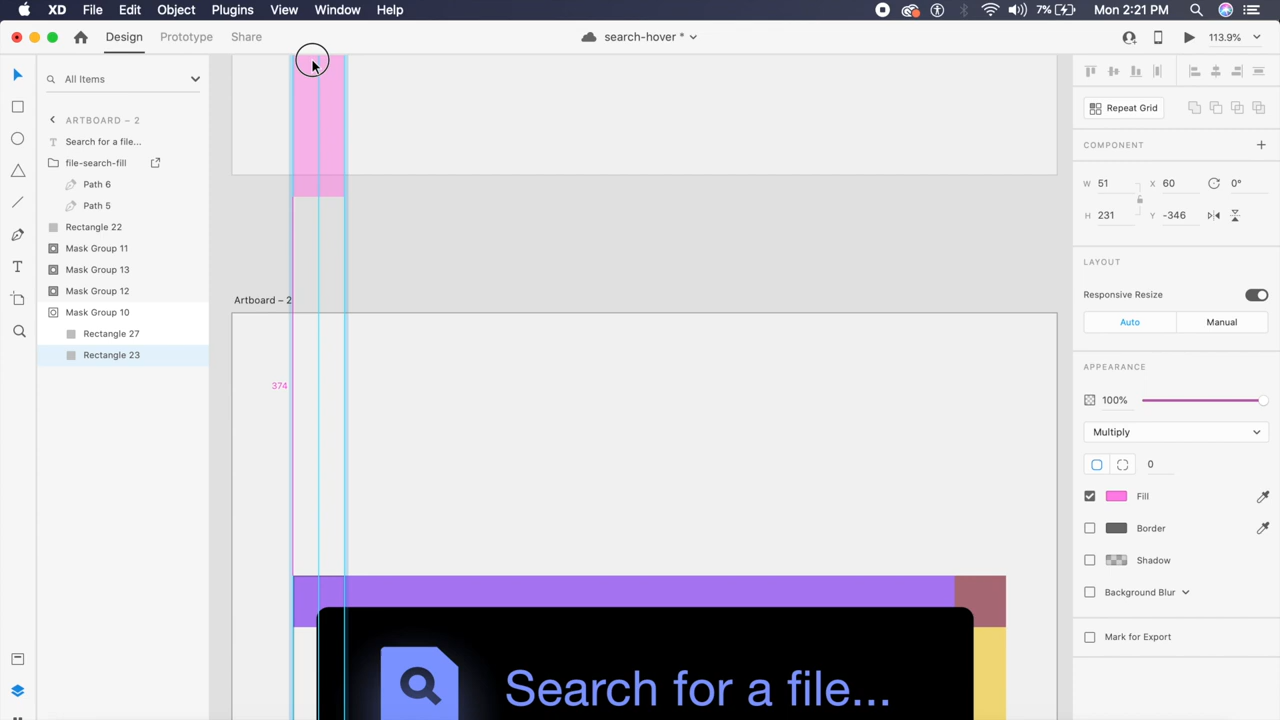 XD File Edit Object Plugins View Window Help 7% Mon 2:21 PM
Design Prototype Share search-hover * 113.9%
All Items
ARTBOARD – 2
Search for a file...
file-search-fill
Path 6
Path 5
Rectangle 22
Mask Group 11
Mask Group 13
Mask Group 12
Mask Group 10
Rectangle 27
Rectangle 23
Artboard – 2
374
Search for a file...
Repeat Grid
COMPONENT
W 51 X 60 0°
H 231 Y -346
LAYOUT
Responsive Resize
Auto Manual
APPEARANCE
100%
Multiply
0
Fill
Border
Shadow
Background Blur
Mark for Export